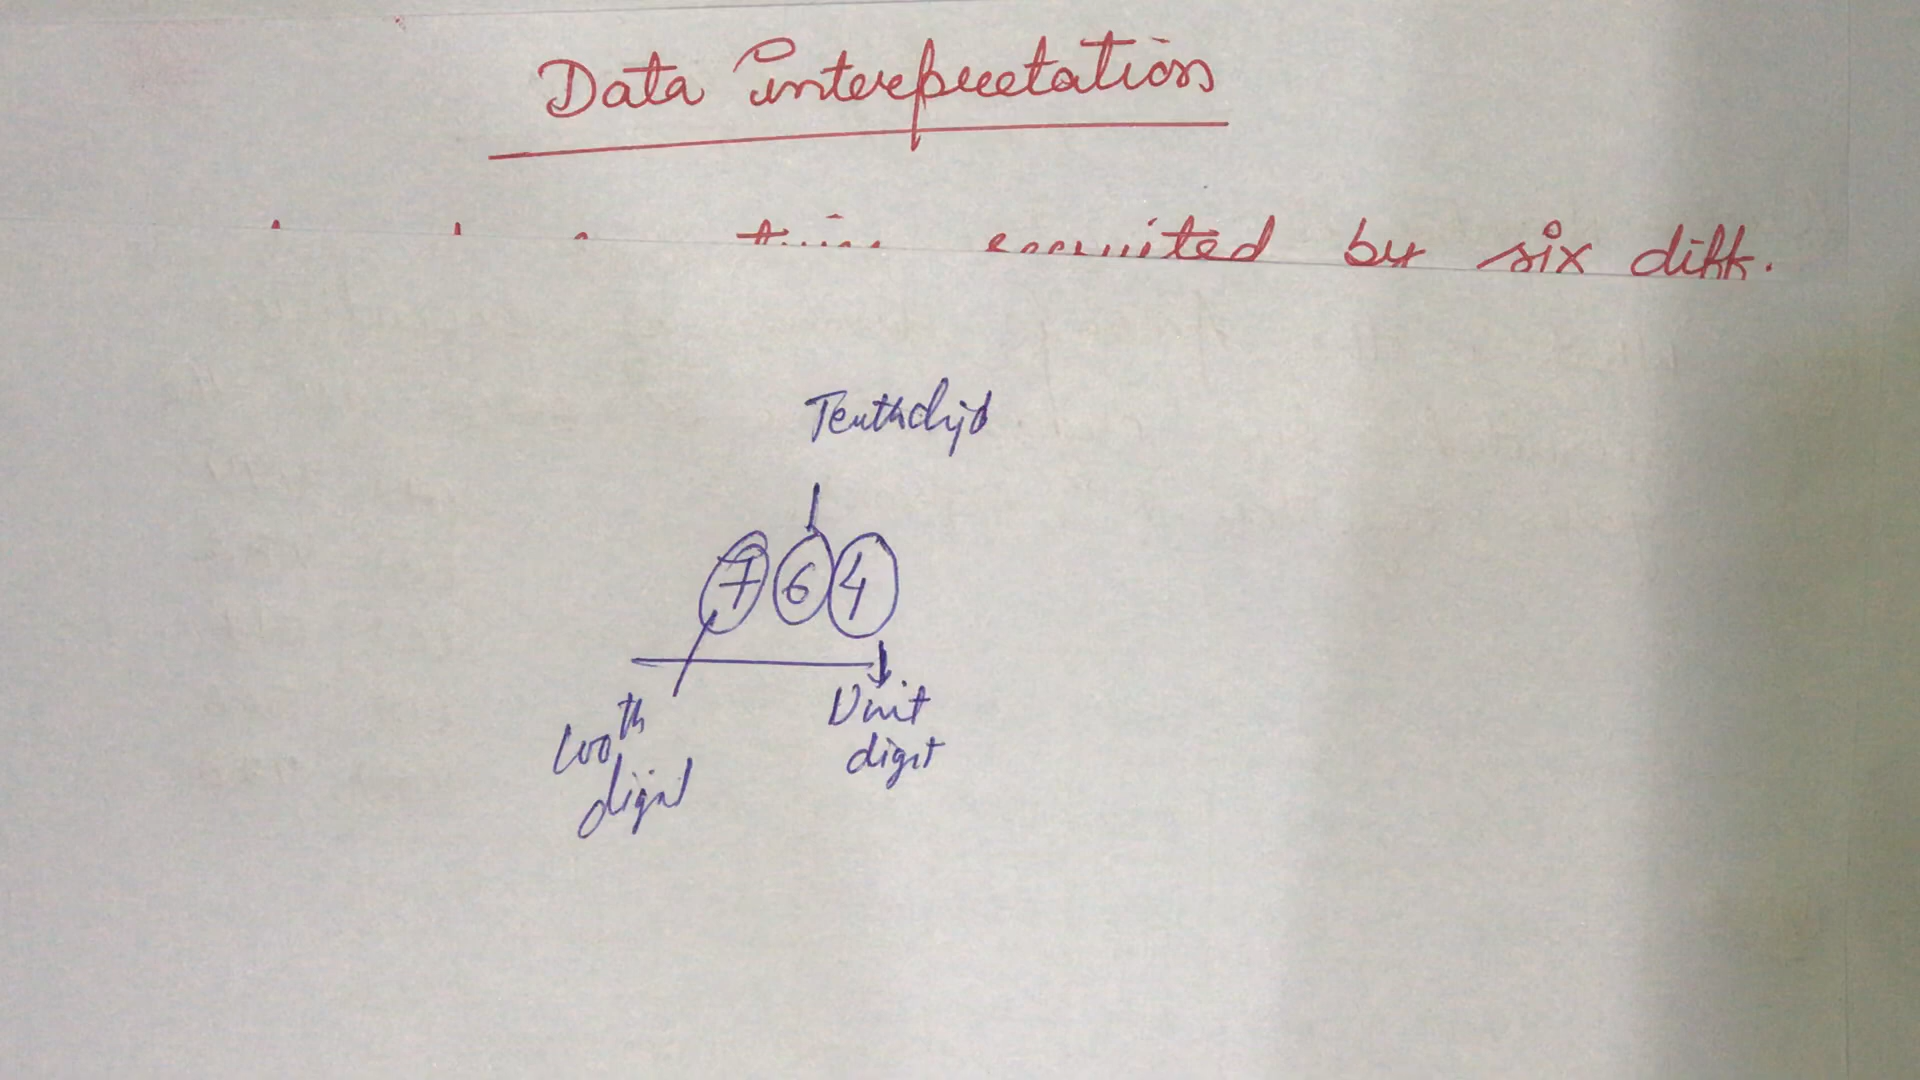 Data interpretation
recruited by six diff.
Tenth digit
7 6 4
100th Unit
digit digit